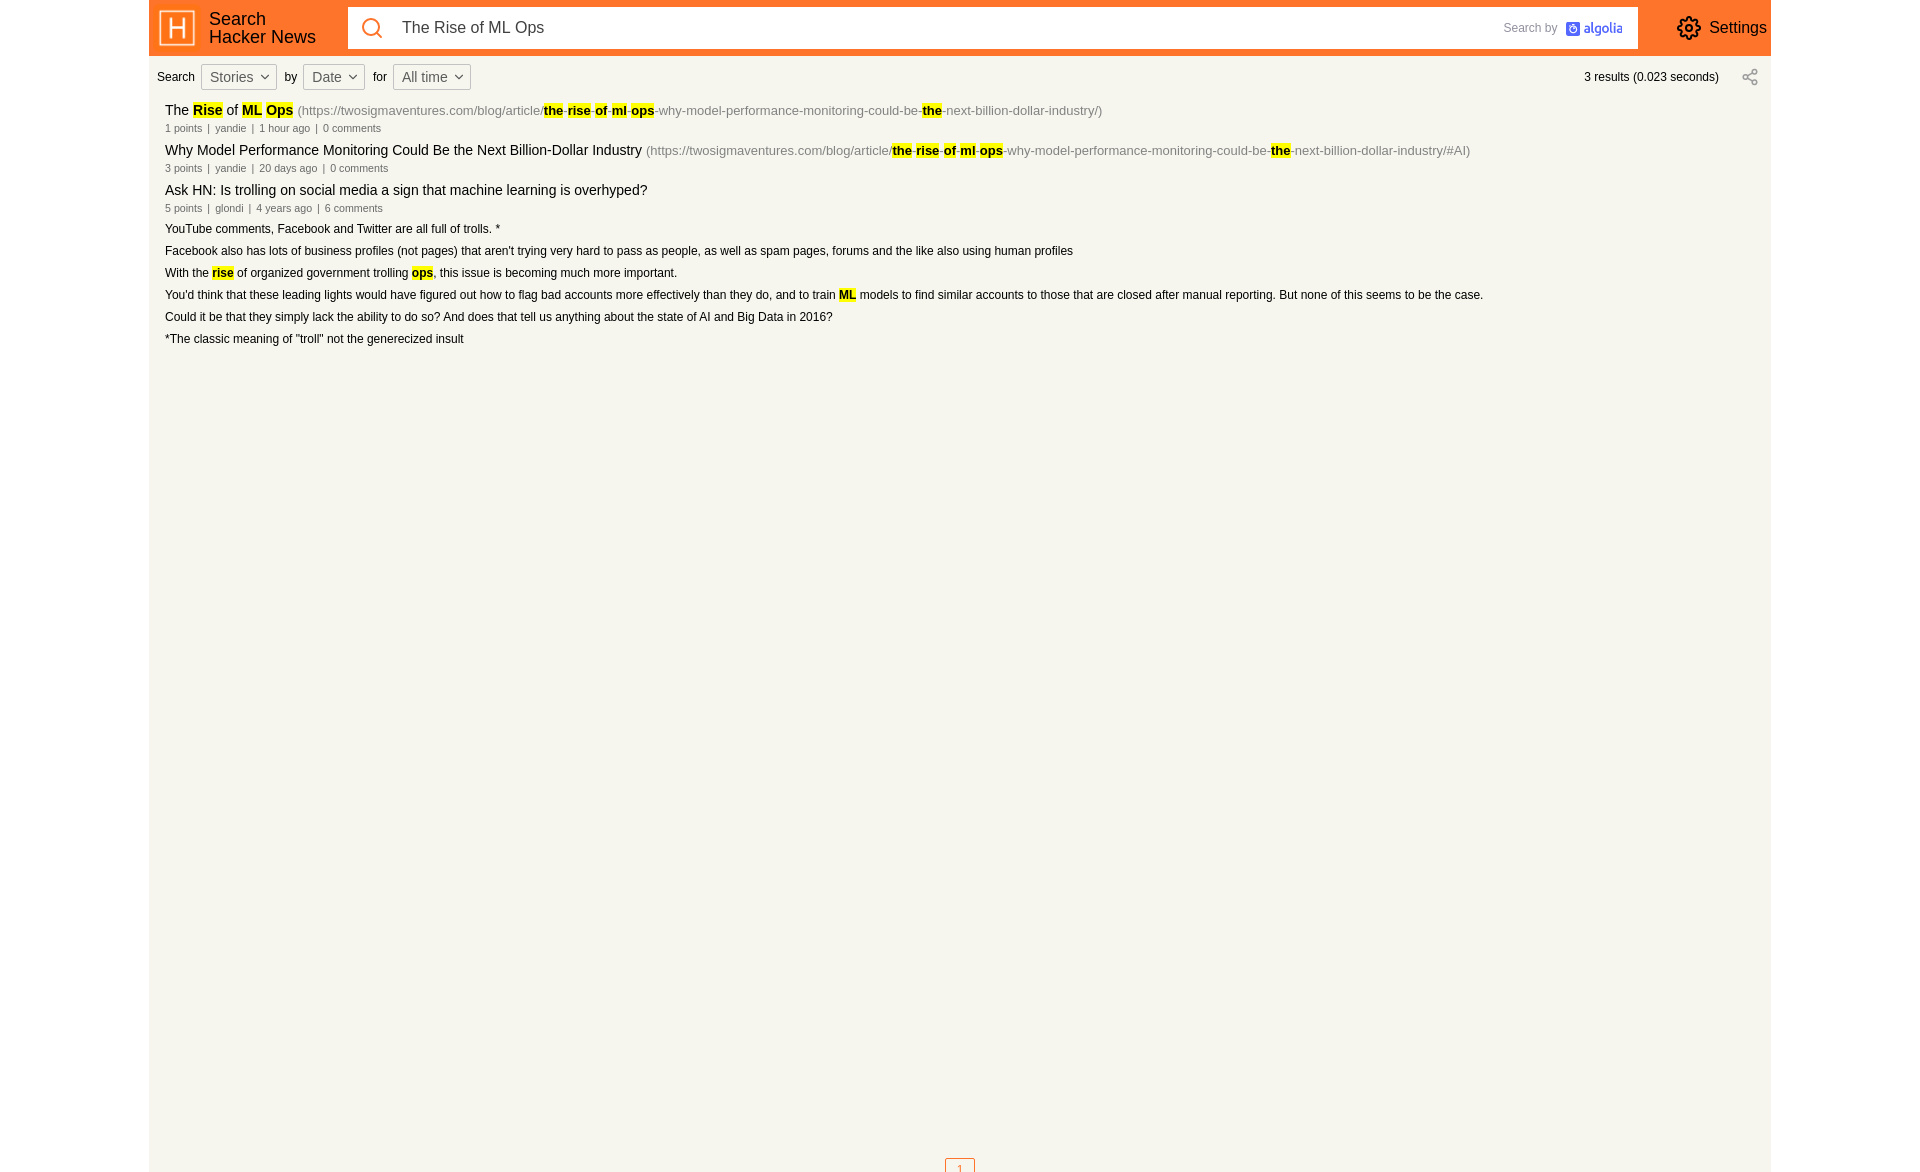 Search
Hacker News
The Rise of ML Ops
Search by algolia
Settings
Search Stories by Date for All time
3 results (0.023 seconds)
The Rise of ML Ops (https://twosigmaventures.com/blog/article/the-rise-of-ml-ops-why-model-performance-monitoring-could-be-the-next-billion-dollar-industry/)
1 points | yandie | 1 hour ago | 0 comments
Why Model Performance Monitoring Could Be the Next Billion-Dollar Industry (https://twosigmaventures.com/blog/article/the-rise-of-ml-ops-why-model-performance-monitoring-could-be-the-next-billion-dollar-industry/#AI)
3 points | yandie | 20 days ago | 0 comments
Ask HN: Is trolling on social media a sign that machine learning is overhyped?
5 points | glondi | 4 years ago | 6 comments
YouTube comments, Facebook and Twitter are all full of trolls. *
Facebook also has lots of business profiles (not pages) that aren't trying very hard to pass as people, as well as spam pages, forums and the like also using human profiles
With the rise of organized government trolling ops, this issue is becoming much more important.
You'd think that these leading lights would have figured out how to flag bad accounts more effectively than they do, and to train ML models to find similar accounts to those that are closed after manual reporting. But none of this seems to be the case.
Could it be that they simply lack the ability to do so? And does that tell us anything about the state of AI and Big Data in 2016?
*The classic meaning of "troll" not the generecized insult
1